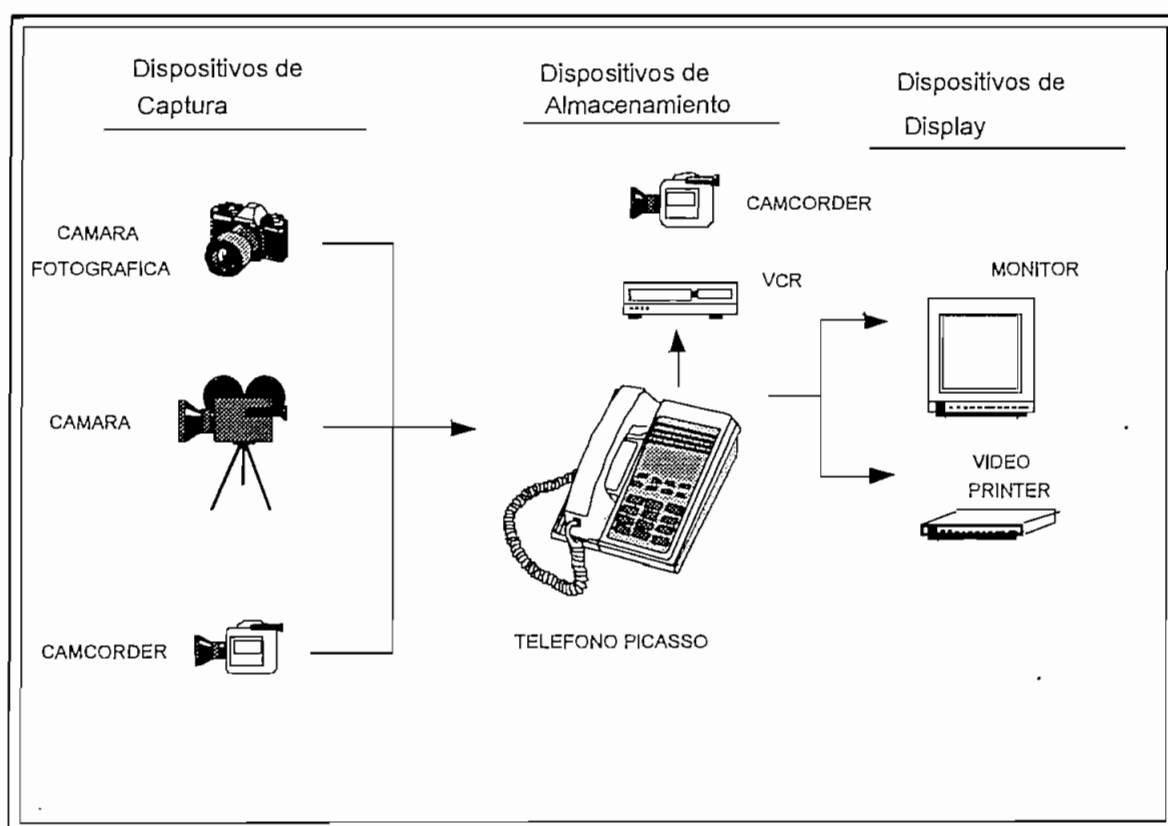 Dispositivos de
Captura
Dispositivos de
Almacenamiento
Dispositivos de
Display
CAMARA
FOTOGRAFICA
CAMARA
CAMCORDER
CAMCORDER
VCR
TELEFONO PICASSO
MONITOR
VIDEO
PRINTER